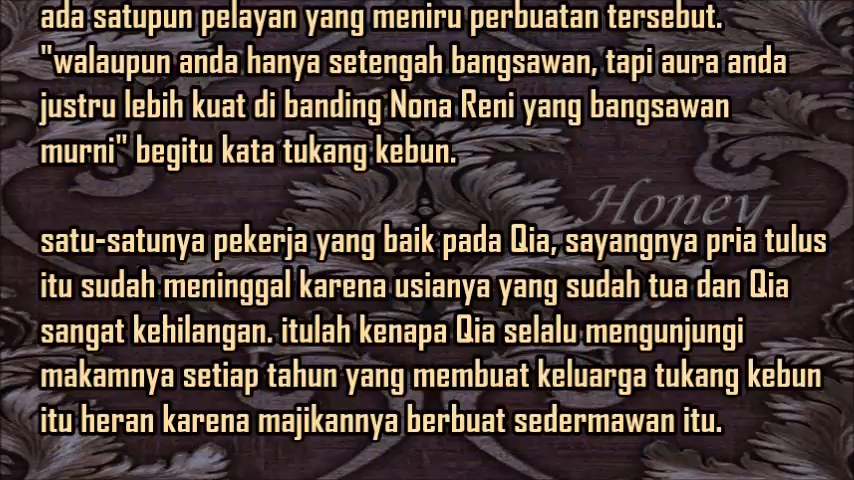 ada satupun pelayan yang meniru perbuatan tersebut.
"walaupun anda hanya setengah bangsawan, tapi aura anda
justru lebih kuat di banding Nona Reni yang bangsawan
murni" begitu kata tukang kebun.
Honey
satu-satunya pekerja yang baik pada Qia, sayangnya pria tulus
itu sudah meninggal karena usianya yang sudah tua dan Qia
sangat kehilangan. itulah kenapa Qia selalu mengunjungi
makamnya setiap tahun yang membuat keluarga tukang kebun
itu heran karena majikannya berbuat sedermawan itu.